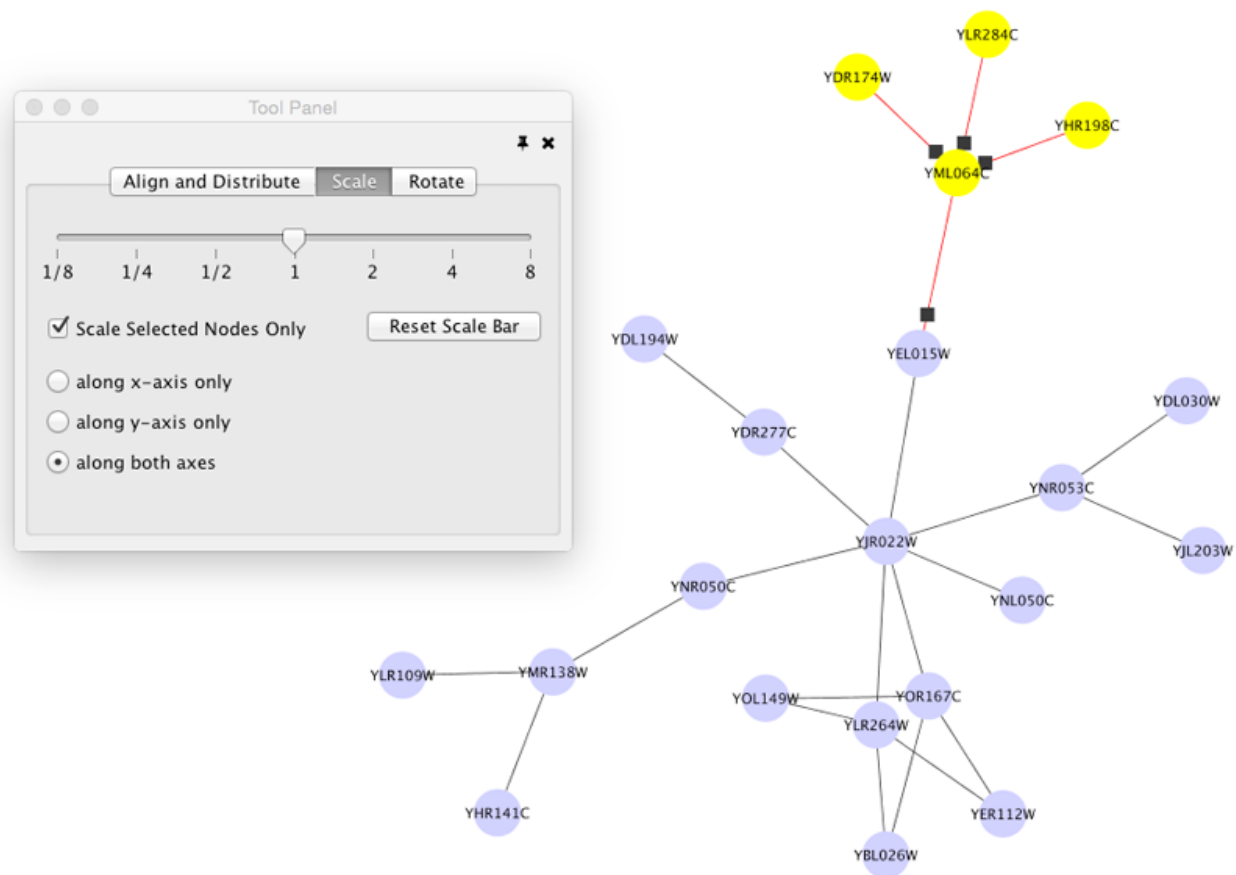 Tool Panel
Align and Distribute Scale Rotate
1/8 1/4 1/2 1 2 4 8
Scale Selected Nodes Only Reset Scale Bar
along x-axis only
along y-axis only
along both axes
YLR284C
YDR174W
YHR198C
YML064C
YDL194W
YEL015W
YDL030W
YDR277C
YNR053C
YJR022W
YJL203W
YNR050C
YNL050C
YLR109W
YMR138W
YOL149W
YOR167C
YLR264W
YHR141C
YER112W
YBL026W